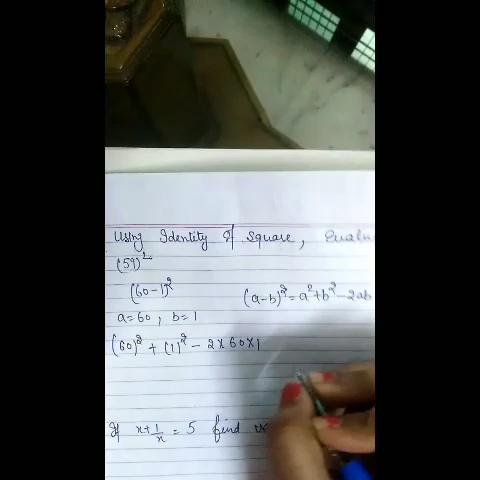 Using Identity of Square,
(59)²
(60-1)² (a-b)² = a² + b² - 2ab
a = 60, b = 1
(60)² + (1)² - 2 × 60 × 1
If x + 1/x = 5 find